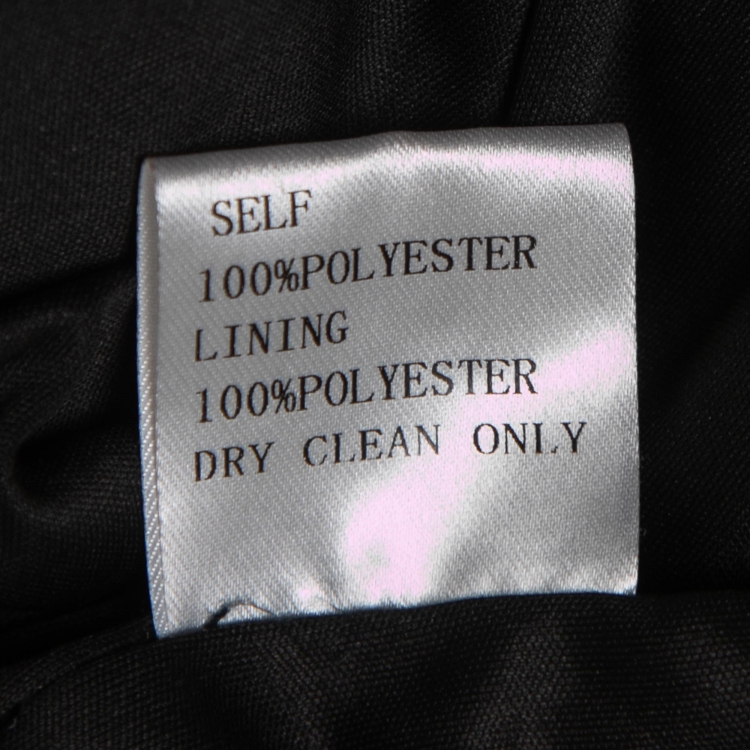 SELF
100%POLYESTER
LINING
100%POLYESTER
DRY CLEAN ONLY